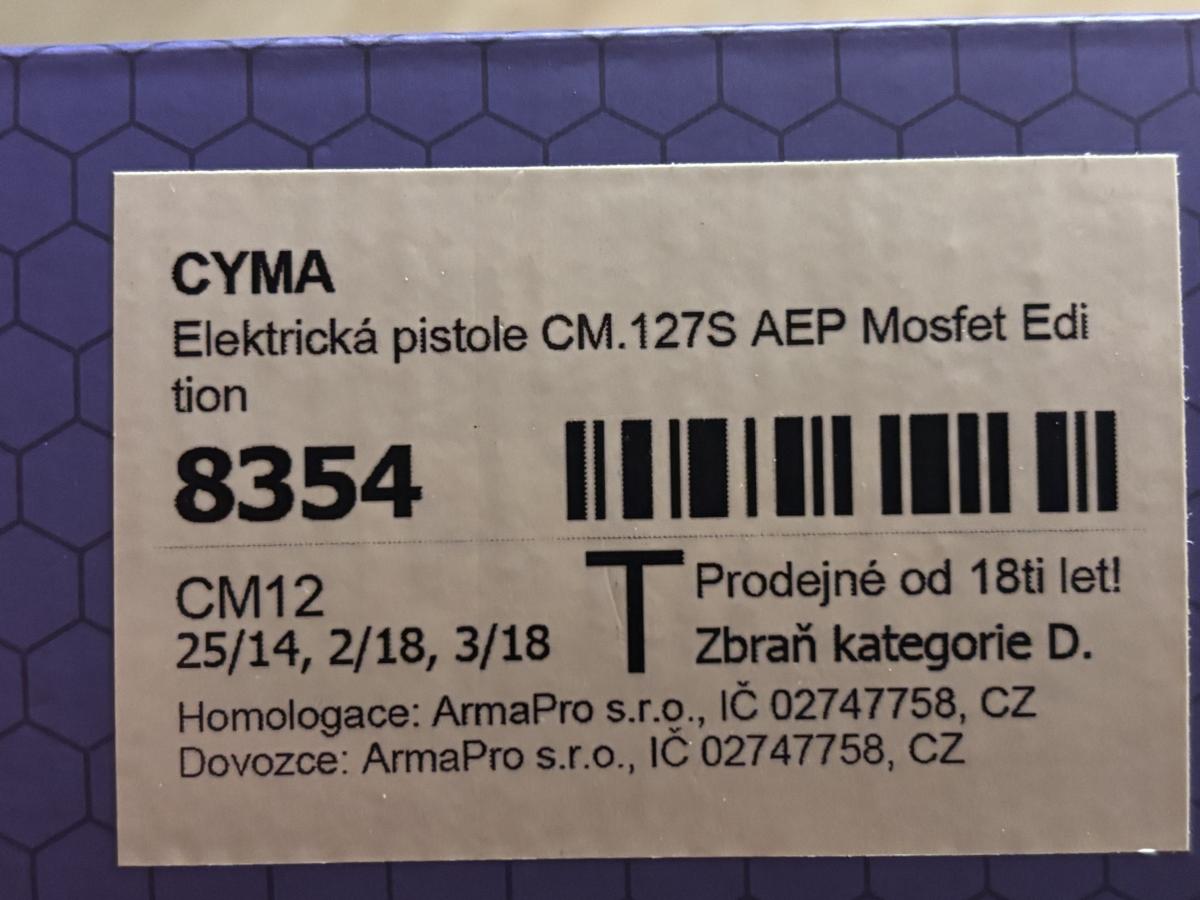 CYMA
Elektrická pistole CM.127S AEP Mosfet Edi
tion
8354
CM12
25/14, 2/18, 3/18
T
Prodejné od 18ti let!
Zbraň kategorie D.
Homologace: ArmaPro s.r.o., IČ 02747758, CZ
Dovozce: ArmaPro s.r.o., IČ 02747758, CZ